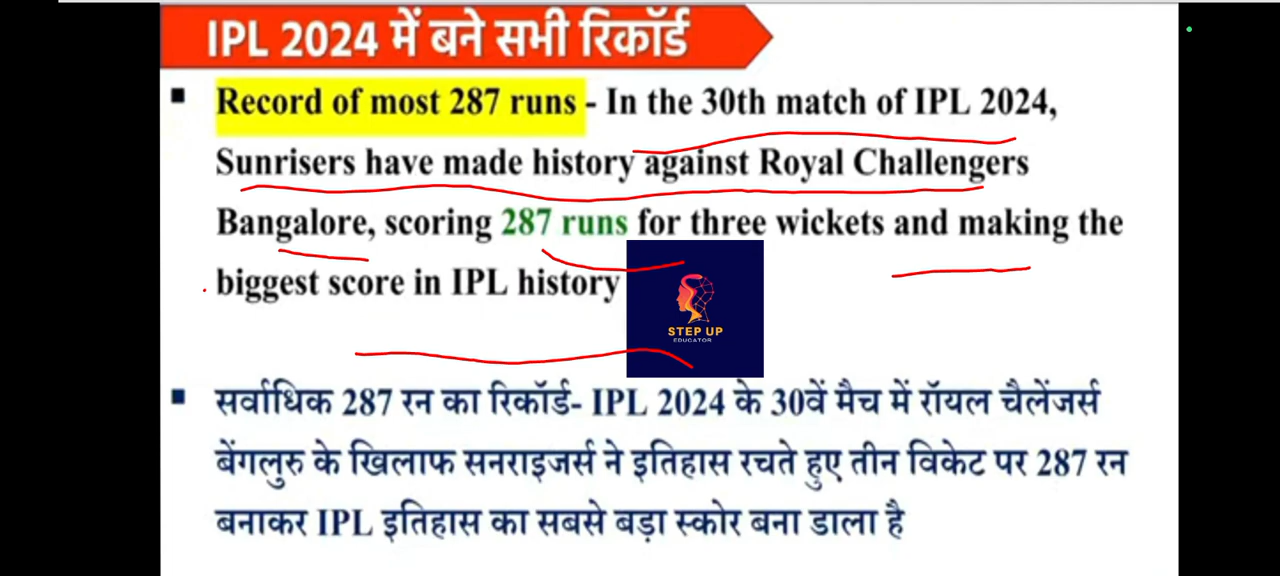 IPL 2024 में बने सभी रिकॉर्ड
▪ Record of most 287 runs - In the 30th match of IPL 2024,
Sunrisers have made history against Royal Challengers
Bangalore, scoring 287 runs for three wickets and making the
biggest score in IPL history
STEP UP
EDUCATOR
▪ सर्वाधिक 287 रन का रिकॉर्ड- IPL 2024 के 30वें मैच में रॉयल चैलेंजर्स
बेंगलुरु के खिलाफ सनराइजर्स ने इतिहास रचते हुए तीन विकेट पर 287 रन
बनाकर IPL इतिहास का सबसे बड़ा स्कोर बना डाला है